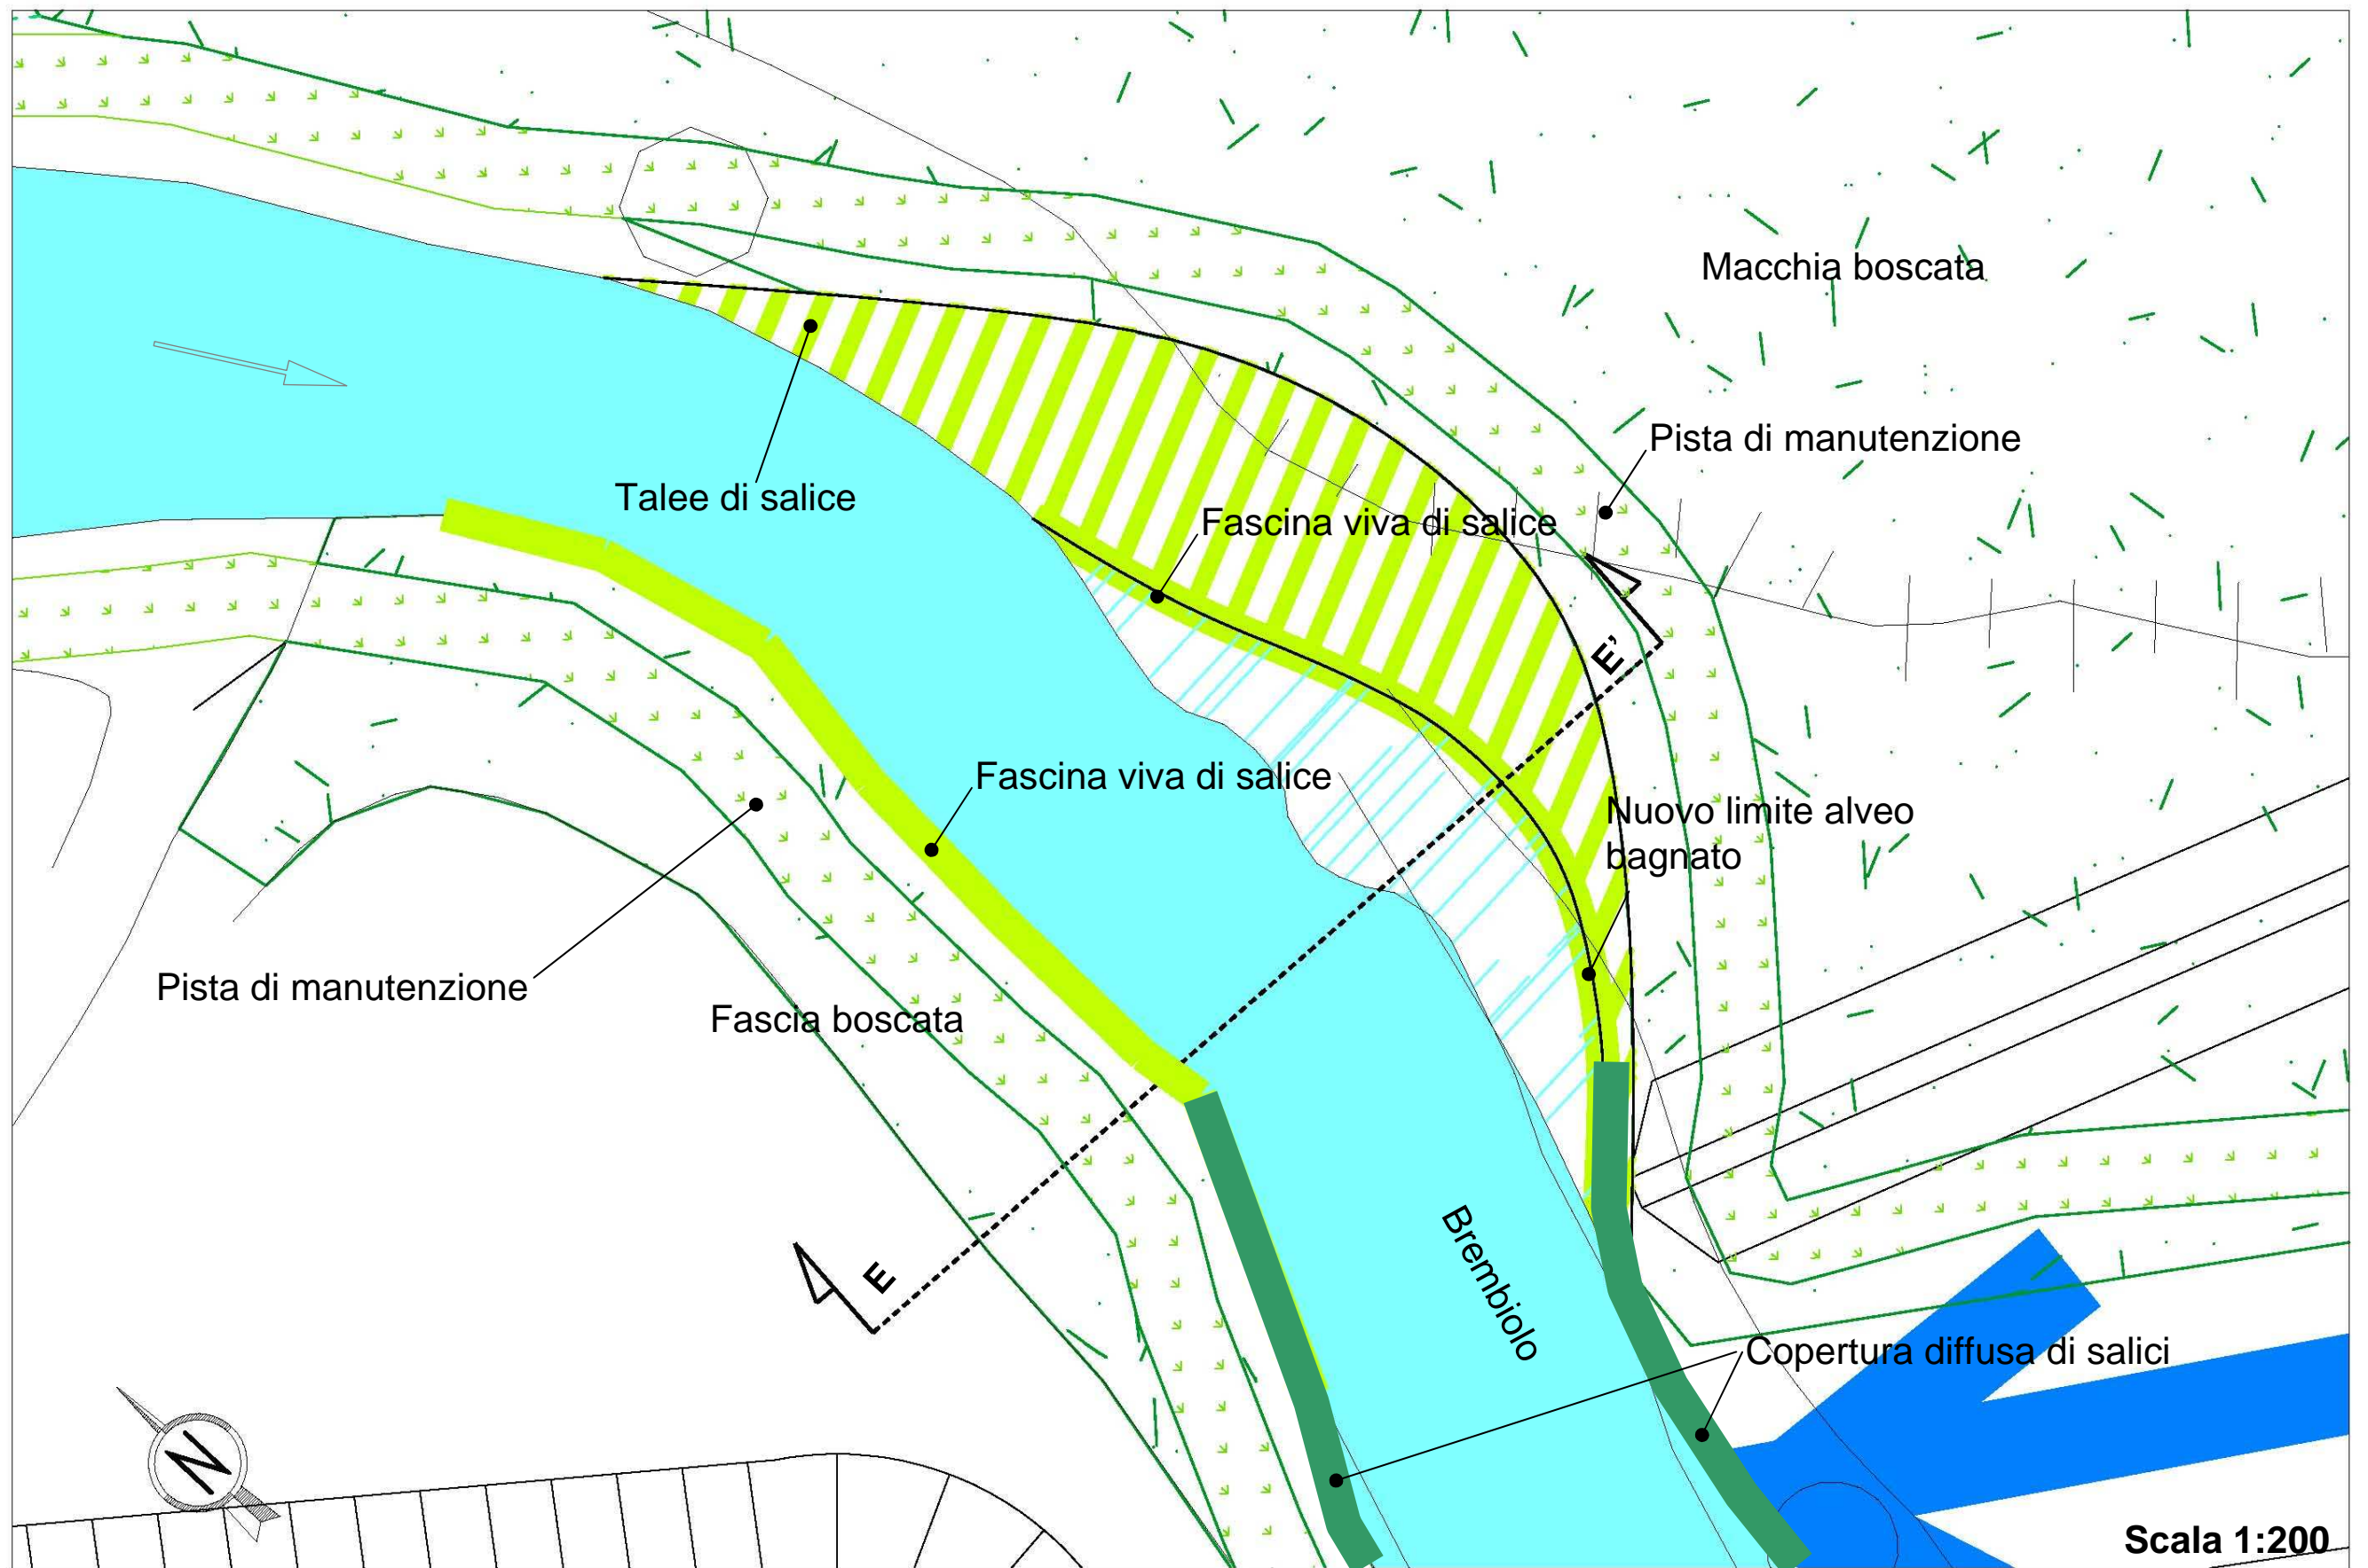 Macchia boscata
Pista di manutenzione
Talee di salice
Fascina viva di salice
E’
Fascina viva di salice
Nuovo limite alveo
bagnato
Pista di manutenzione
Fascia boscata
E
Brembiolo
Copertura diffusa di salici
N
Scala 1:200